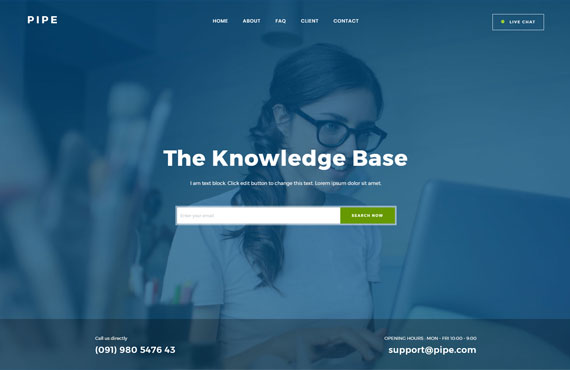 PIPE
HOME ABOUT FAQ CLIENT CONTACT
LIVE CHAT
The Knowledge Base
I am text block. Click edit button to change this text. Lorem ipsum dolor sit amet.
Enter your email
SEARCH NOW
Call us directly
(091) 980 5476 43
OPENING HOURS : MON - FRI 10:00 - 9:00
support@pipe.com